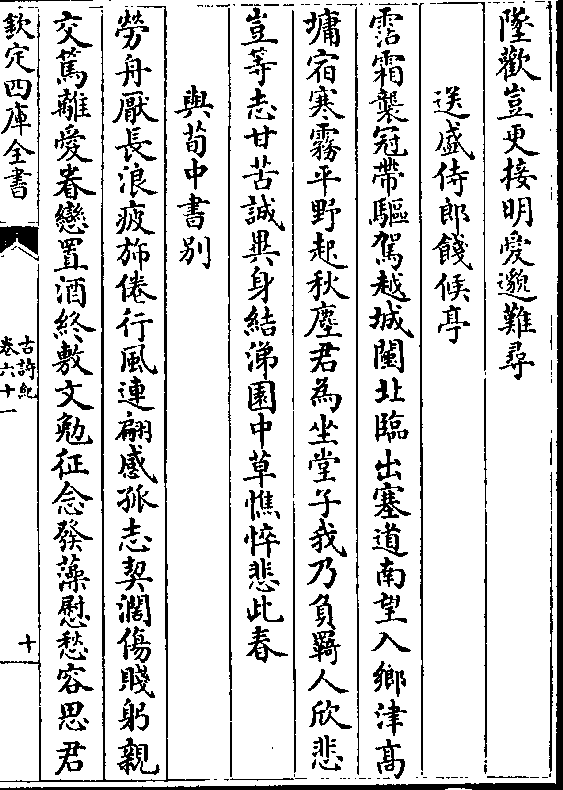 墜歡豈更接明愛邈難尋
送盛侍郎餞候亭
霑霜襲冠帶驅駕越城闉北臨出塞道南望入鄉津高
墉宿寒霧平野起秋塵君為坐堂子我乃負羇人欣悲
豈等志甘苦誠異身結涕園中草憔悴悲此春
與荀中書別
勞舟厭長浪疲斾倦行風連翩感孤志契濶傷賤躬親
交篤離愛眷戀置酒終敷文勉征念發藻慰愁容思君
欽定四庫全書
古詩紀
卷六十一
十